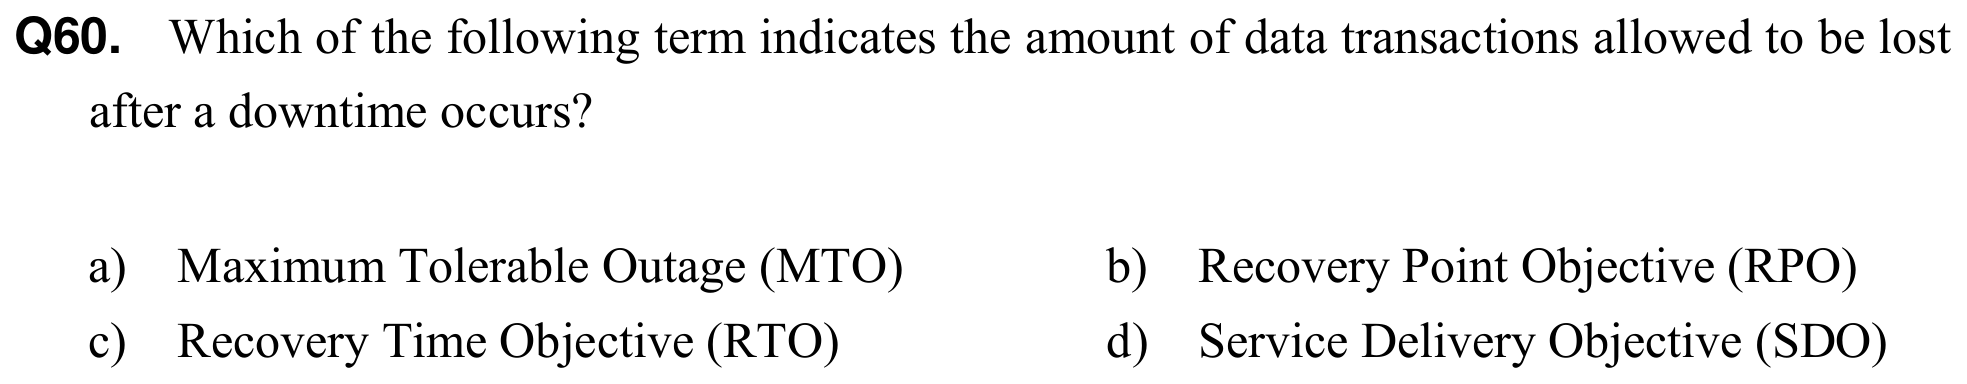 Q60. Which of the following term indicates the amount of data transactions allowed to be lost
after a downtime occurs?
a) Maximum Tolerable Outage (MTO) b) Recovery Point Objective (RPO)
c) Recovery Time Objective (RTO) d) Service Delivery Objective (SDO)